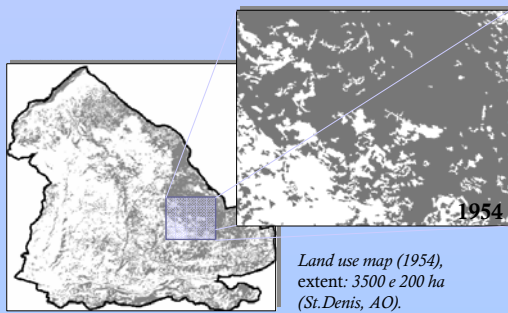 1954
Land use map (1954),
extent: 3500 e 200 ha
(St.Denis, AO).